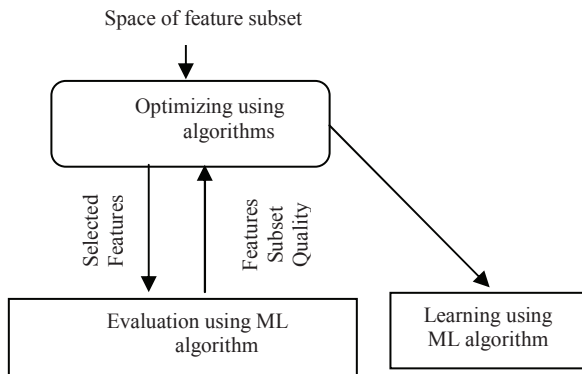 Space of feature subset
Optimizing using
algorithms
Selected
Features
Features
Subset
Quality
Evaluation using ML
algorithm
Learning using
ML algorithm